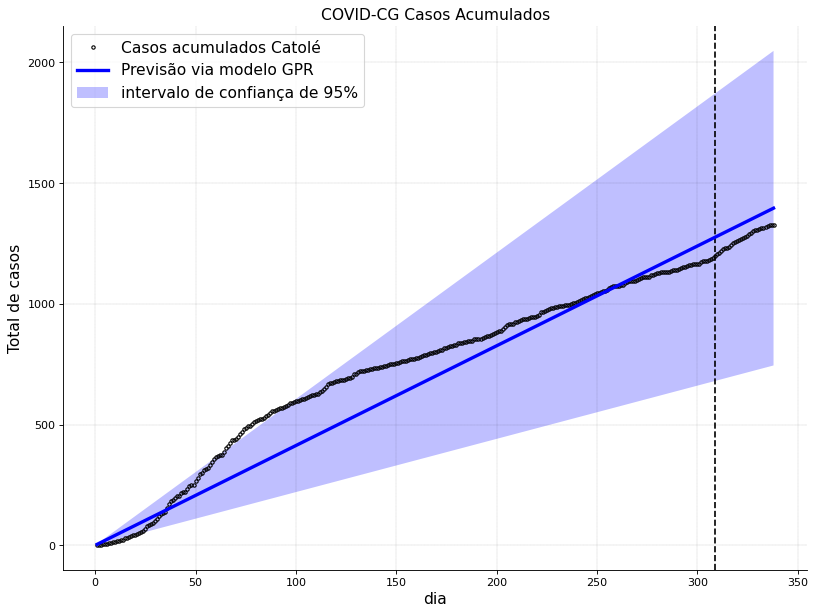 COVID-CG Casos Acumulados
Casos acumulados Catolé
Previsão via modelo GPR
intervalo de confiança de 95%
Total de casos
2000
1500
1000
500
0
0 50 100 150 200 250 300 350
dia